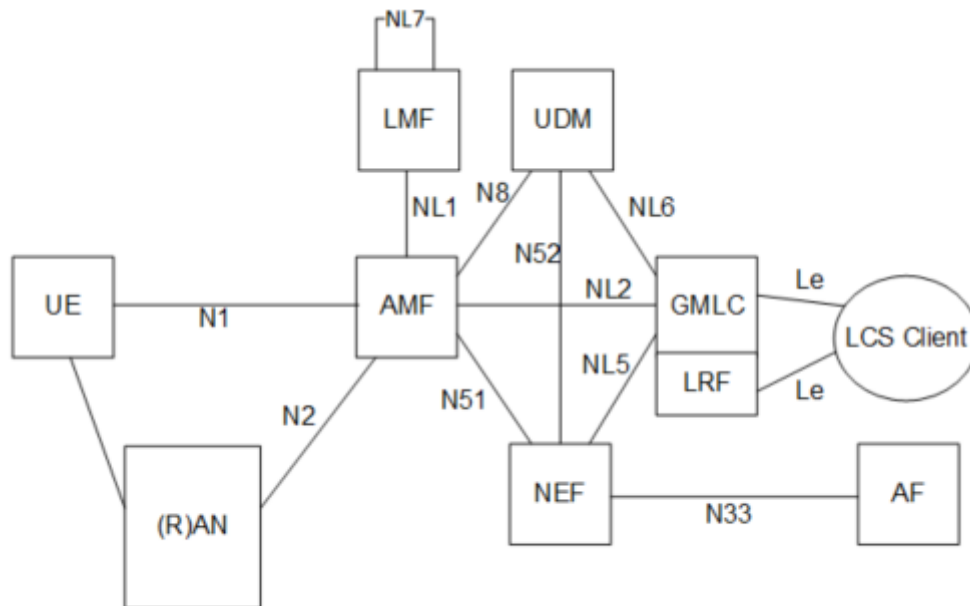 NL7
LMF
UDM
NL1
N8
NL6
N52
UE
N1
AMF
NL2
GMLC
Le
LCS Client
LRF
Le
NL5
N51
N2
(R)AN
NEF
N33
AF